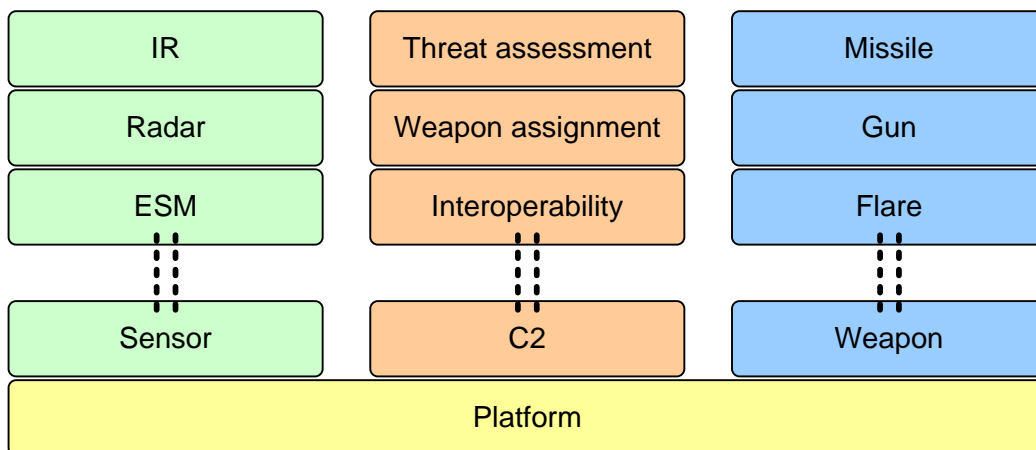 IR
Threat assessment
Missile
Radar
Weapon assignment
Gun
ESM
Interoperability
Flare
Sensor
C2
Weapon
Platform